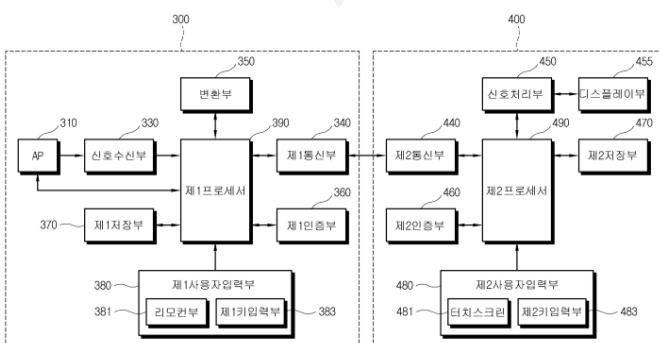 300
400
350
변환부
450
455
신호처리부
디스플레이부
310
330
390
340
440
490
470
AP
신호수신부
제1통신부
제2통신부
제2저장부
제1프로세서
제2프로세서
360
460
370
제1저장부
제1인증부
제2인증부
380
제1사용자입력부
480
제2사용자입력부
381
리모컨부
제1키입력부
383
481
터치스크린
제2키입력부
483